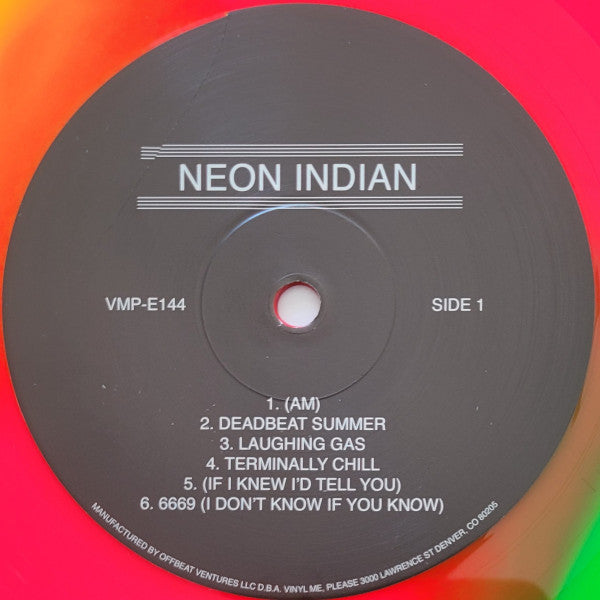 NEON INDIAN
VMP-E144
SIDE 1
1. (AM)
2. DEADBEAT SUMMER
3. LAUGHING GAS
4. TERMINALLY CHILL
5. (IF I KNEW I'D TELL YOU)
6. 6669 (I DON'T KNOW IF YOU KNOW)
MANUFACTURED BY OFFBEAT VENTURES LLC D.B.A. VINYL ME, PLEASE 3000 LAWRENCE ST DENVER, CO 80205